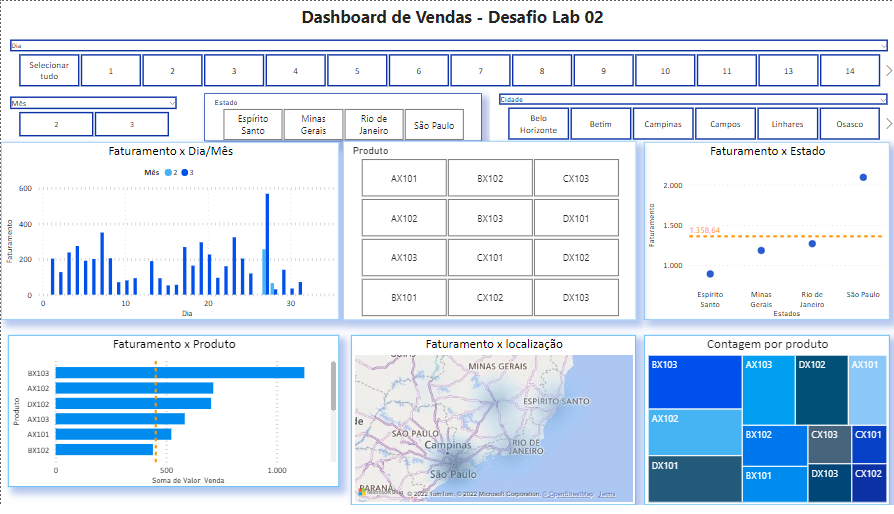 Dashboard de Vendas - Desafio Lab 02
Dia
Selecionar tudo
1 2 3 4 5 6 7 8 9 10 11 13 14
Mês
2 3
Estado
Espírito Santo
Minas Gerais
Rio de Janeiro
São Paulo
Cidade
Belo Horizonte
Betim
Campinas
Campos
Linhares
Osasco
Faturamento x Dia/Mês
Mês 2 3
Faturamento
600
400
200
0
0 10 20 30
Dia
Produto
AX101 BX102 CX103
AX102 BX103 DX101
AX103 CX101 DX102
BX101 CX102 DX103
Faturamento x Estado
Faturamento
2.000
1.500
1.358,64
1.000
Espírito Santo
Minas Gerais
Rio de Janeiro
São Paulo
Estados
Faturamento x Produto
Produto
BX103
AX102
DX102
AX103
AX101
BX102
0 500 1.000
Soma de Valor Venda
Faturamento x localização
MINAS GERAIS
ESPÍRITO SANTO
SÃO PAULO
Campinas
RIO DE JANEIRO
São Paulo
PARANÁ
© 2022 TomTom, © 2022 Microsoft Corporation, © OpenStreetMap Terms
Contagem por produto
BX103 AX103 DX102 AX101
AX102
BX102 CX103 CX101
DX101
BX101 DX103 CX102